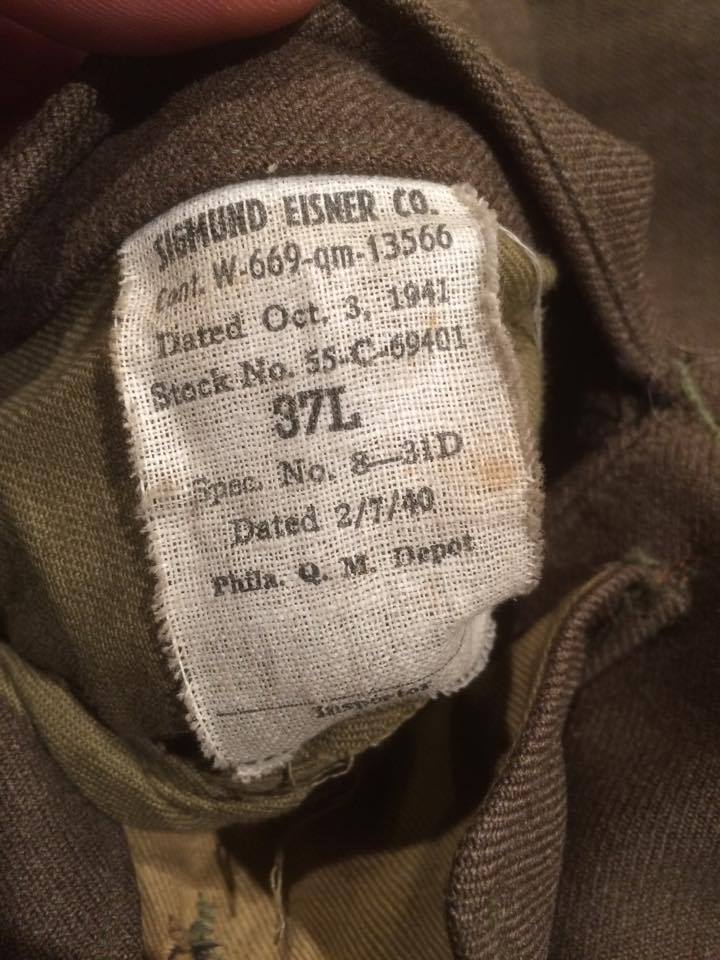 SIGMUND EISNER CO.
Cont. W-669-qm-13566
Dated Oct. 3, 1941
Stock No. 55-C-69401
37L
Spec. No. 8-31D
Dated 2/7/40
Phila. Q. M. Depot
Inspector